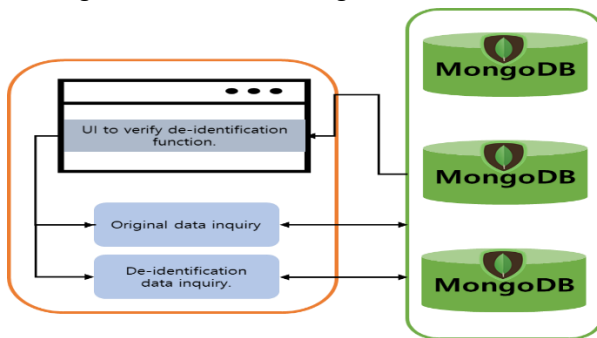 MongoDB
UI to verify de-identification
function.
MongoDB
Original data inquiry
De-identification
data inquiry.
MongoDB